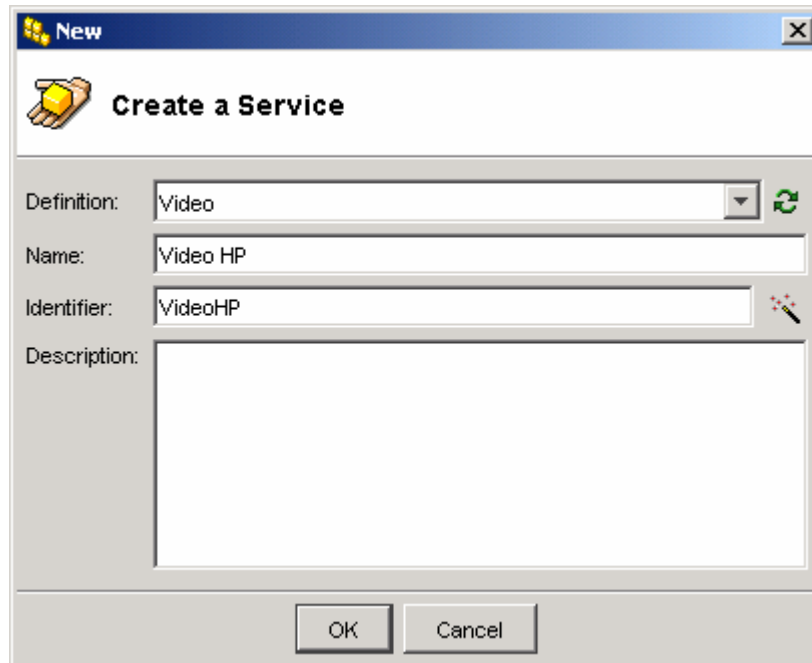 New
Create a Service
Definition: Video
Name: Video HP
Identifier: VideoHP
Description:
OK Cancel